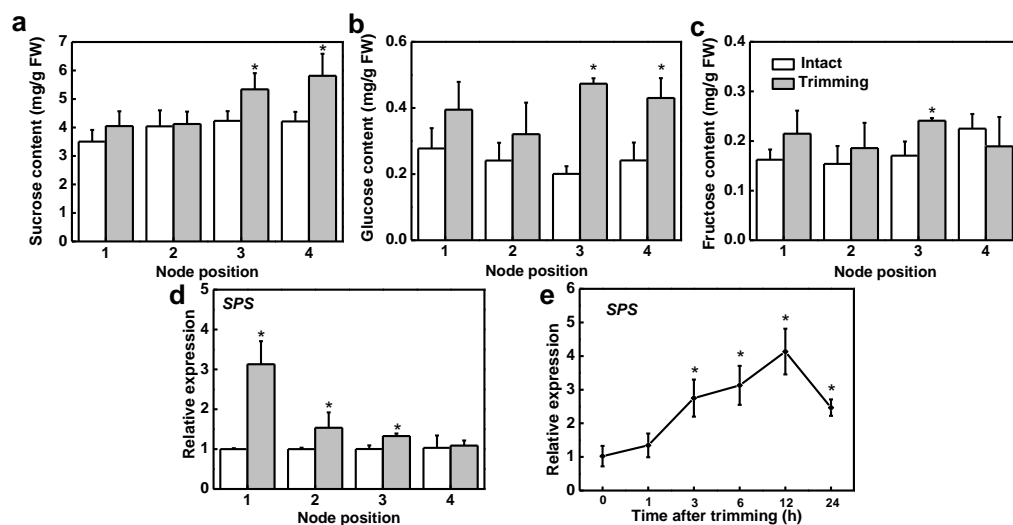 a
Sucrose content (mg/g FW)
7
6
5
4
3
2
1
0
*
*
1 2 3 4
Node position
b
Glucose content (mg/g FW)
0.6
0.4
0.2
0.0
*
*
1 2 3 4
Node position
c
Fructose content (mg/g FW)
0.4
0.3
0.2
0.1
0.0
Intact
Trimming
*
1 2 3 4
Node position
d
SPS
Relative expression
5
4
3
2
1
0
*
*
*
1 2 3 4
Node position
e
SPS
Relative expression
6
5
4
3
2
1
0
*
*
*
*
0 1 3 6 12 24
Time after trimming (h)